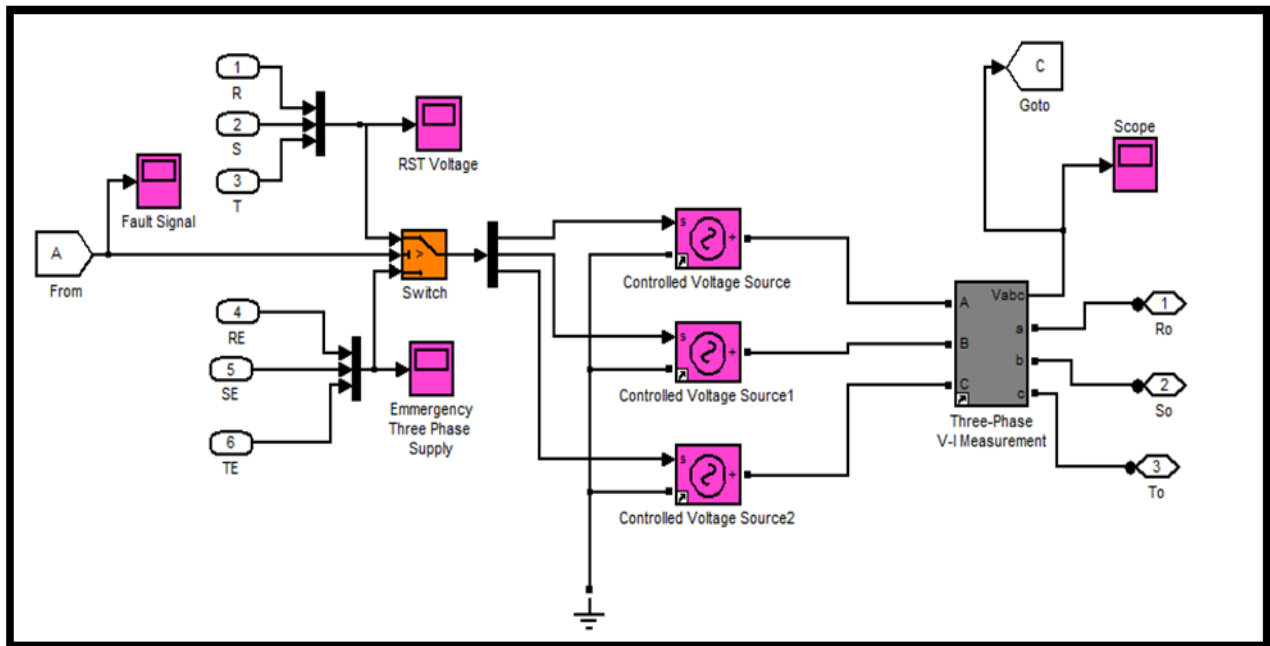 1
R
2
S
3
T
RST Voltage
Fault Signal
A
From
4
RE
5
SE
6
TE
>
Switch
Emmergency
Three Phase
Supply
s
+
Controlled Voltage Source
s
+
Controlled Voltage Source1
s
+
Controlled Voltage Source2
C
Goto
Scope
A
B
C
Vabc
a
b
c
Three-Phase
V-I Measurement
1
Ro
2
So
3
To